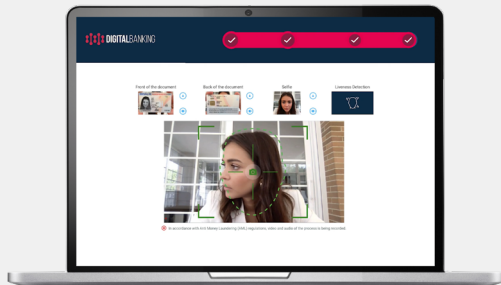 DIGITALBANKING
Front of the document
Back of the document
Selfie
Liveness Detection
In accordance with Anti Money Laundering (AML) regulations, video and audio of the process is being recorded.